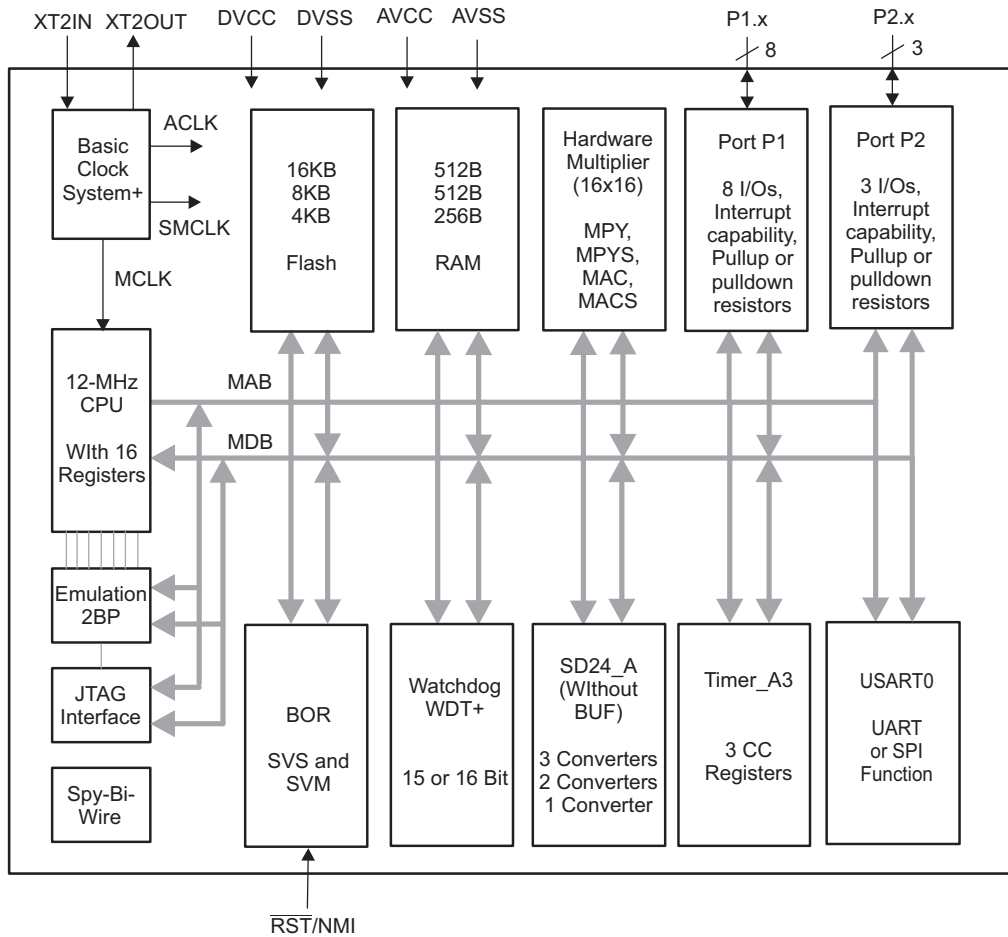 XT2IN XT2OUT DVCC DVSS AVCC AVSS P1.x P2.x
8 3
Basic
Clock
System+
ACLK
SMCLK
MCLK
16KB
8KB
4KB
Flash
512B
512B
256B
RAM
Hardware
Multiplier
(16x16)
MPY,
MPYS,
MAC,
MACS
Port P1
8 I/Os,
Interrupt
capability,
Pullup or
pulldown
resistors
Port P2
3 I/Os,
Interrupt
capability,
Pullup or
pulldown
resistors
12-MHz
CPU
WIth 16
Registers
MAB
MDB
Emulation
2BP
JTAG
Interface
Spy-Bi-
Wire
BOR
SVS and
SVM
Watchdog
WDT+
15 or 16 Bit
SD24_A
(WIthout
BUF)
3 Converters
2 Converters
1 Converter
Timer_A3
3 CC
Registers
USART0
UART
or SPI
Function
RST/NMI